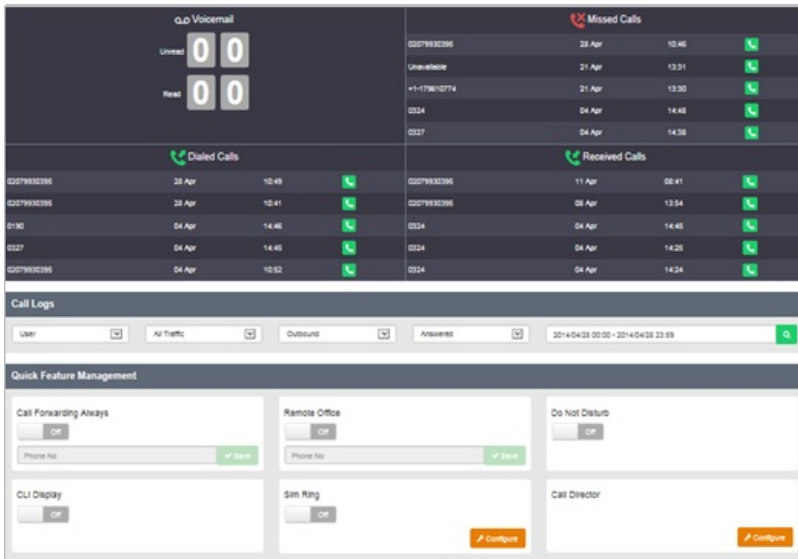 Voicemail
Unread 0 0
Read 0 0
Missed Calls
02079930395 28 Apr 10:46
Unavailable 21 Apr 13:31
+1-179610774 21 Apr 13:30
0324 04 Apr 14:48
0327 04 Apr 14:38
Dialed Calls
02079930395 28 Apr 10:49
02079930395 28 Apr 10:41
0190 04 Apr 14:46
0327 04 Apr 14:45
02079930395 04 Apr 10:52
Received Calls
02079930395 11 Apr 08:41
02079930395 08 Apr 13:54
0324 04 Apr 14:45
0324 04 Apr 14:25
0324 04 Apr 14:24
Call Logs
User All Traffic Outbound Answered 2014/04/28 00:00 - 2014/04/28 23:59
Quick Feature Management
Call Forwarding Always
Off
Phone No Save
Remote Office
Off
Phone No Save
Do Not Disturb
Off
CLI Display
Off
Sim Ring
Off
Configure
Call Director
Configure